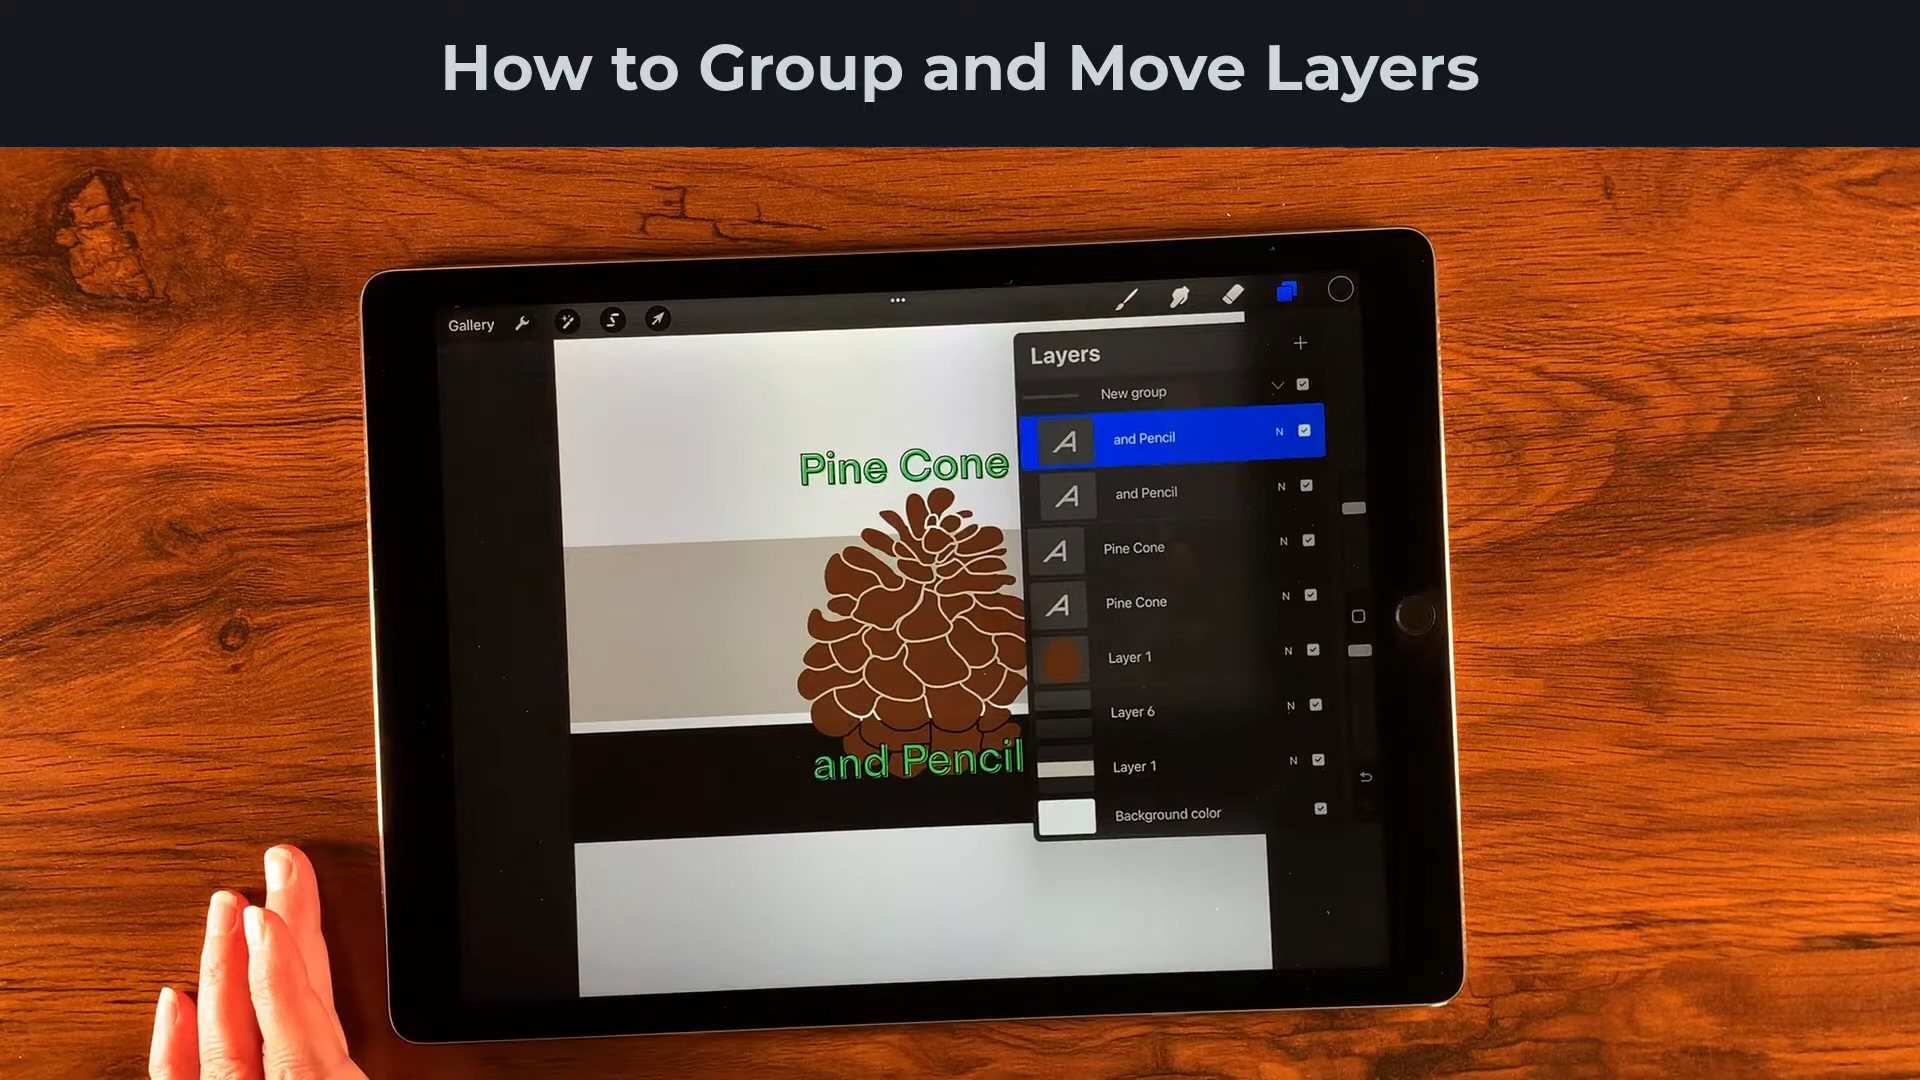 How to Group and Move Layers
Gallery
Layers
New group
and Pencil N
and Pencil N
Pine Cone N
Pine Cone N
Layer 1 N
Layer 6 N
Layer 1 N
Background color
Pine Cone
and Pencil